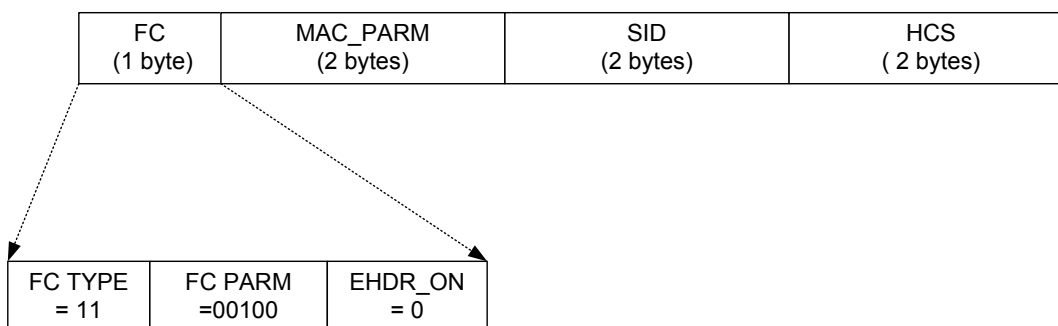 FC
(1 byte)
MAC_PARM
(2 bytes)
SID
(2 bytes)
HCS
( 2 bytes)
FC TYPE
= 11
FC PARM
=00100
EHDR_ON
= 0